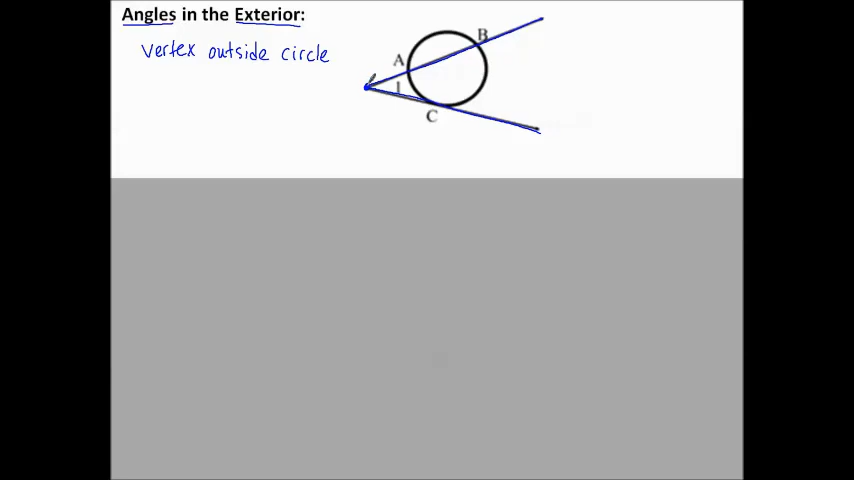 Angles in the Exterior:
vertex outside circle
B
A
1
C